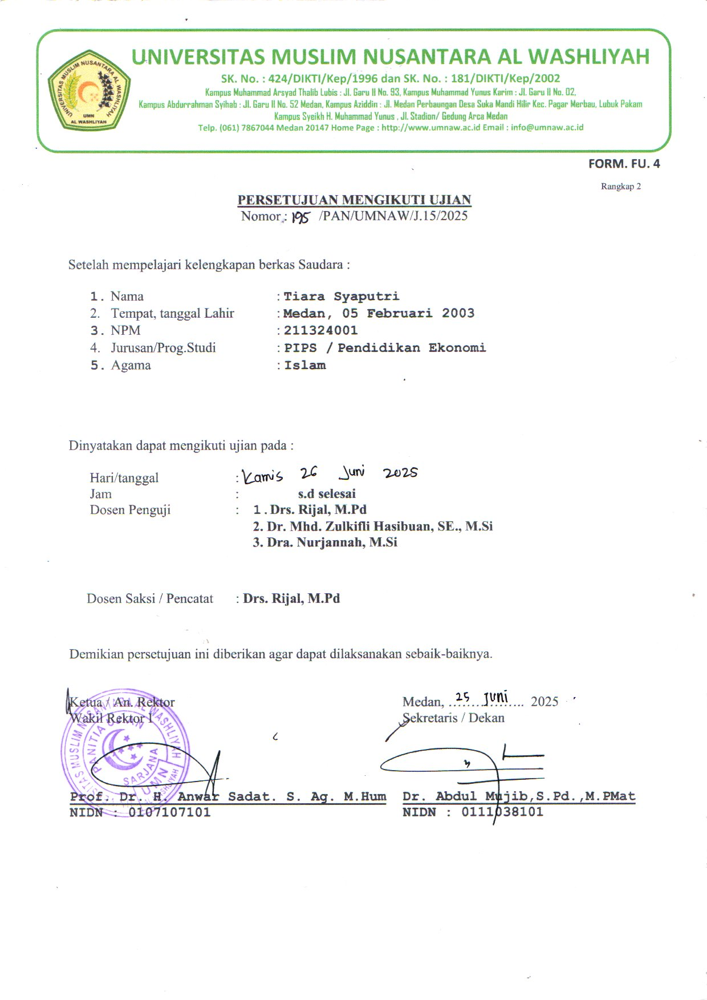 UNIVERSITAS MUSLIM NUSANTARA AL WASHLIYAH
UMN
AL WASHLIYAH
SK. No. : 424/DIKTI/Kep/1996 dan SK. No. : 181/DIKTI/Kep/2002
Kampus Muhammad Arsyad Thalib Lubis : Jl. Garu II No. 93, Kampus Muhammad Yunus Karim : Jl. Garu II No. 02,
Kampus Abdurrahman Syihab : Jl. Garu II No. 52 Medan, Kampus Aziddin : Jl. Medan Perbaungan Desa Suka Mandi Hilir Kec. Pagar Merbau, Lubuk Pakam
Kampus Syeikh H. Muhammad Yunus , Jl. Stadion/ Gedung Arca Medan
Telp. (061) 7867044 Medan 20147 Home Page : http://www.umnaw.ac.id Email : info@umnaw.ac.id
UNIVERSITAS MUSLIM NUSANTARA AL WASHLIYAH
FORM. FU. 4
Rangkap 2
PERSETUJUAN MENGIKUTI UJIAN
Nomor : 195 /PAN/UMNAW/J.15/2025
Setelah mempelajari kelengkapan berkas Saudara :
1. Nama : Tiara Syaputri
2. Tempat, tanggal Lahir : Medan, 05 Februari 2003
3. NPM : 211324001
4. Jurusan/Prog.Studi : PIPS / Pendidikan Ekonomi
5. Agama : Islam
Dinyatakan dapat mengikuti ujian pada :
Hari/tanggal : Kamis 26 Juni 2025
Jam : s.d selesai
Dosen Penguji : 1. Drs. Rijal, M.Pd
2. Dr. Mhd. Zulkifli Hasibuan, SE., M.Si
3. Dra. Nurjannah, M.Si
Dosen Saksi / Pencatat : Drs. Rijal, M.Pd
Demikian persetujuan ini diberikan agar dapat dilaksanakan sebaik-baiknya.
Ketua / An. Rektor
Wakil Rektor I
PANITIA UJIAN
SARJANA
UMN
Prof. Dr. H. Anwar Sadat. S. Ag. M.Hum
NIDN : 0107107101
Medan, 25 Juni 2025
Sekretaris / Dekan
Dr. Abdul Mujib,S.Pd.,M.PMat
NIDN : 0111038101